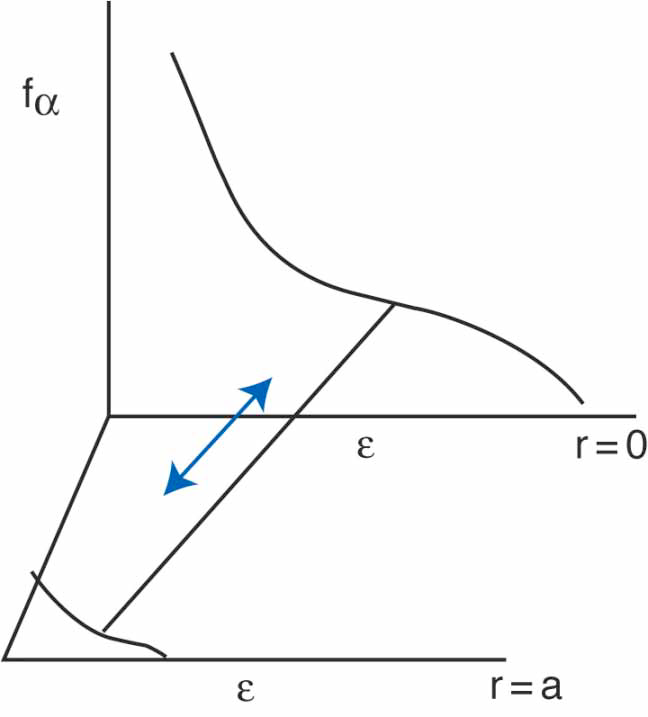 fα
ε
r = 0
ε
r = a